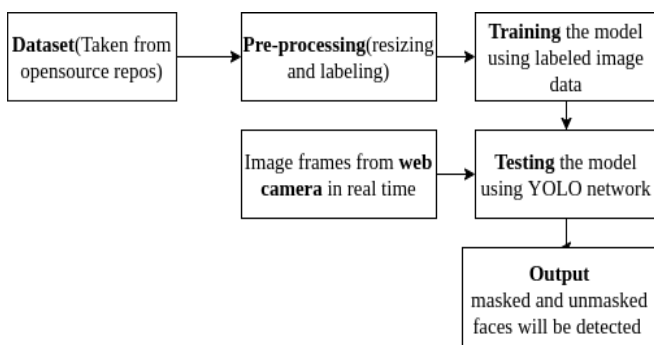 Dataset(Taken from
opensource repos)
Pre-processing(resizing
and labeling)
Training the model
using labeled image
data
Image frames from web
camera in real time
Testing the model
using YOLO network
Output
masked and unmasked
faces will be detected